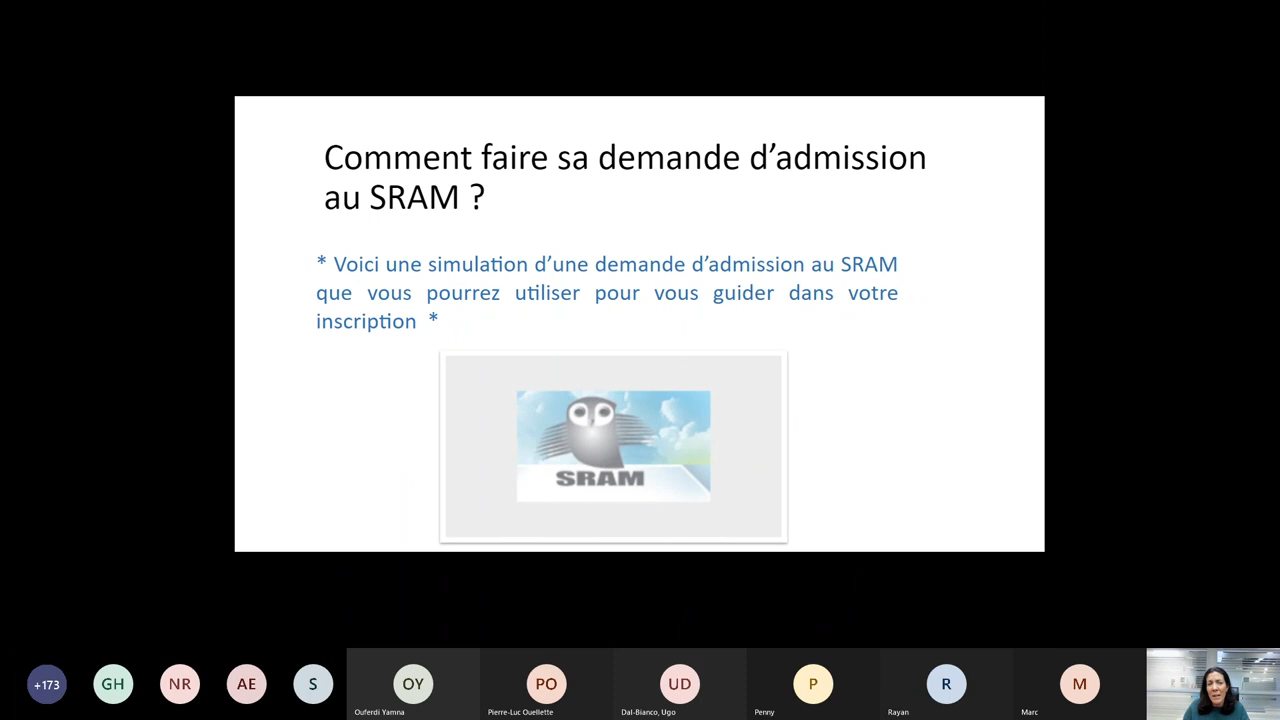 Comment faire sa demande d’admission
au SRAM ?
* Voici une simulation d’une demande d’admission au SRAM
que vous pourrez utiliser pour vous guider dans votre
inscription *
SRAM
+173
GH
NR
AE
S
OY
PO
UD
P
R
M
Ouferdi Yamna
Pierre-Luc Ouellette
Dal-Bianco, Ugo
Penny
Rayan
Marc